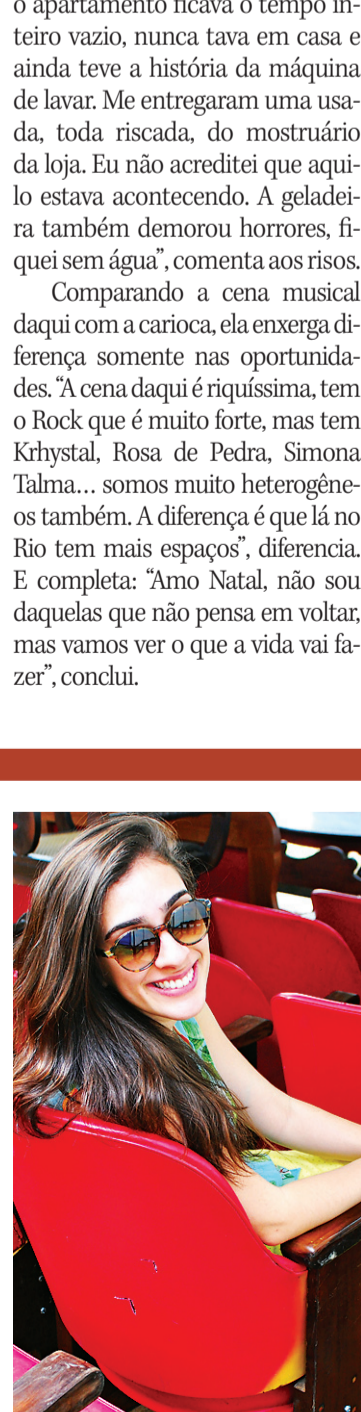 o apartamento ficava o tempo in-
teiro vazio, nunca tava em casa e
ainda teve a história da máquina
de lavar. Me entregaram uma usa-
da, toda riscada, do mostruário
da loja. Eu não acreditei que aqui-
lo estava acontecendo. A geladei-
ra também demorou horrores, fi-
quei sem água”, comenta aos risos.
Comparando a cena musical
daqui com a carioca, ela enxerga di-
ferença somente nas oportunida-
des. “A cena daqui é riquíssima, tem
o Rock que é muito forte, mas tem
Krhystal, Rosa de Pedra, Simona
Talma… somos muito heterogêne-
os também. A diferença é que lá no
Rio tem mais espaços”, diferencia.
E completa: “Amo Natal, não sou
daquelas que não pensa em voltar,
mas vamos ver o que a vida vai fa-
zer”, conclui.